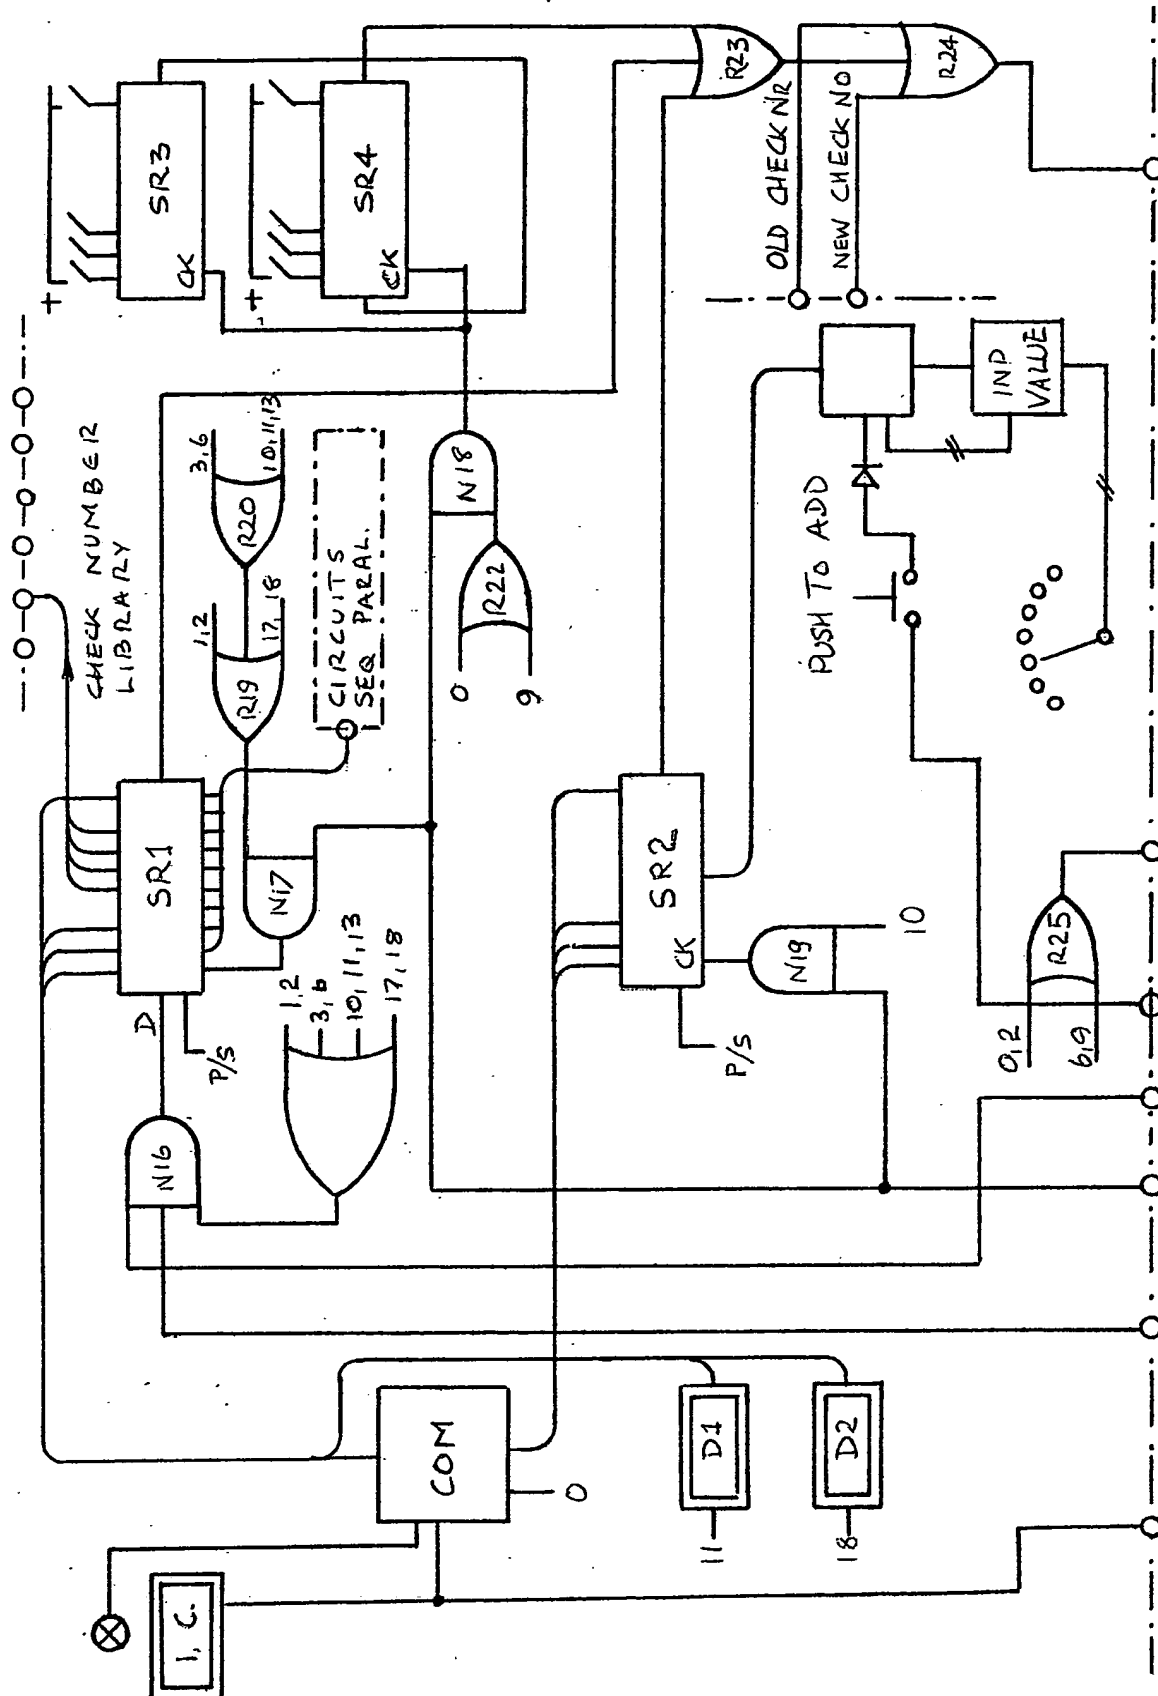 +
SR3
CK
+
SR4
CK
R23
R24
OLD CHECK NR
NEW CHECK NO
CHECK NUMBER
LIBRARY
3,6
10,11,13
R20
1,2
17,18
R19
CIRCUITS
SEQ PARAL.
N18
R22
0
9
SR1
D
P/S
N17
N16
1,2
3,6
10,11,13
17,18
SR2
CK
P/S
N19
10
INP
VALUE
PUSH TO ADD
R25
0,2
6,9
COM
0
D1
11
D2
18
I.C.